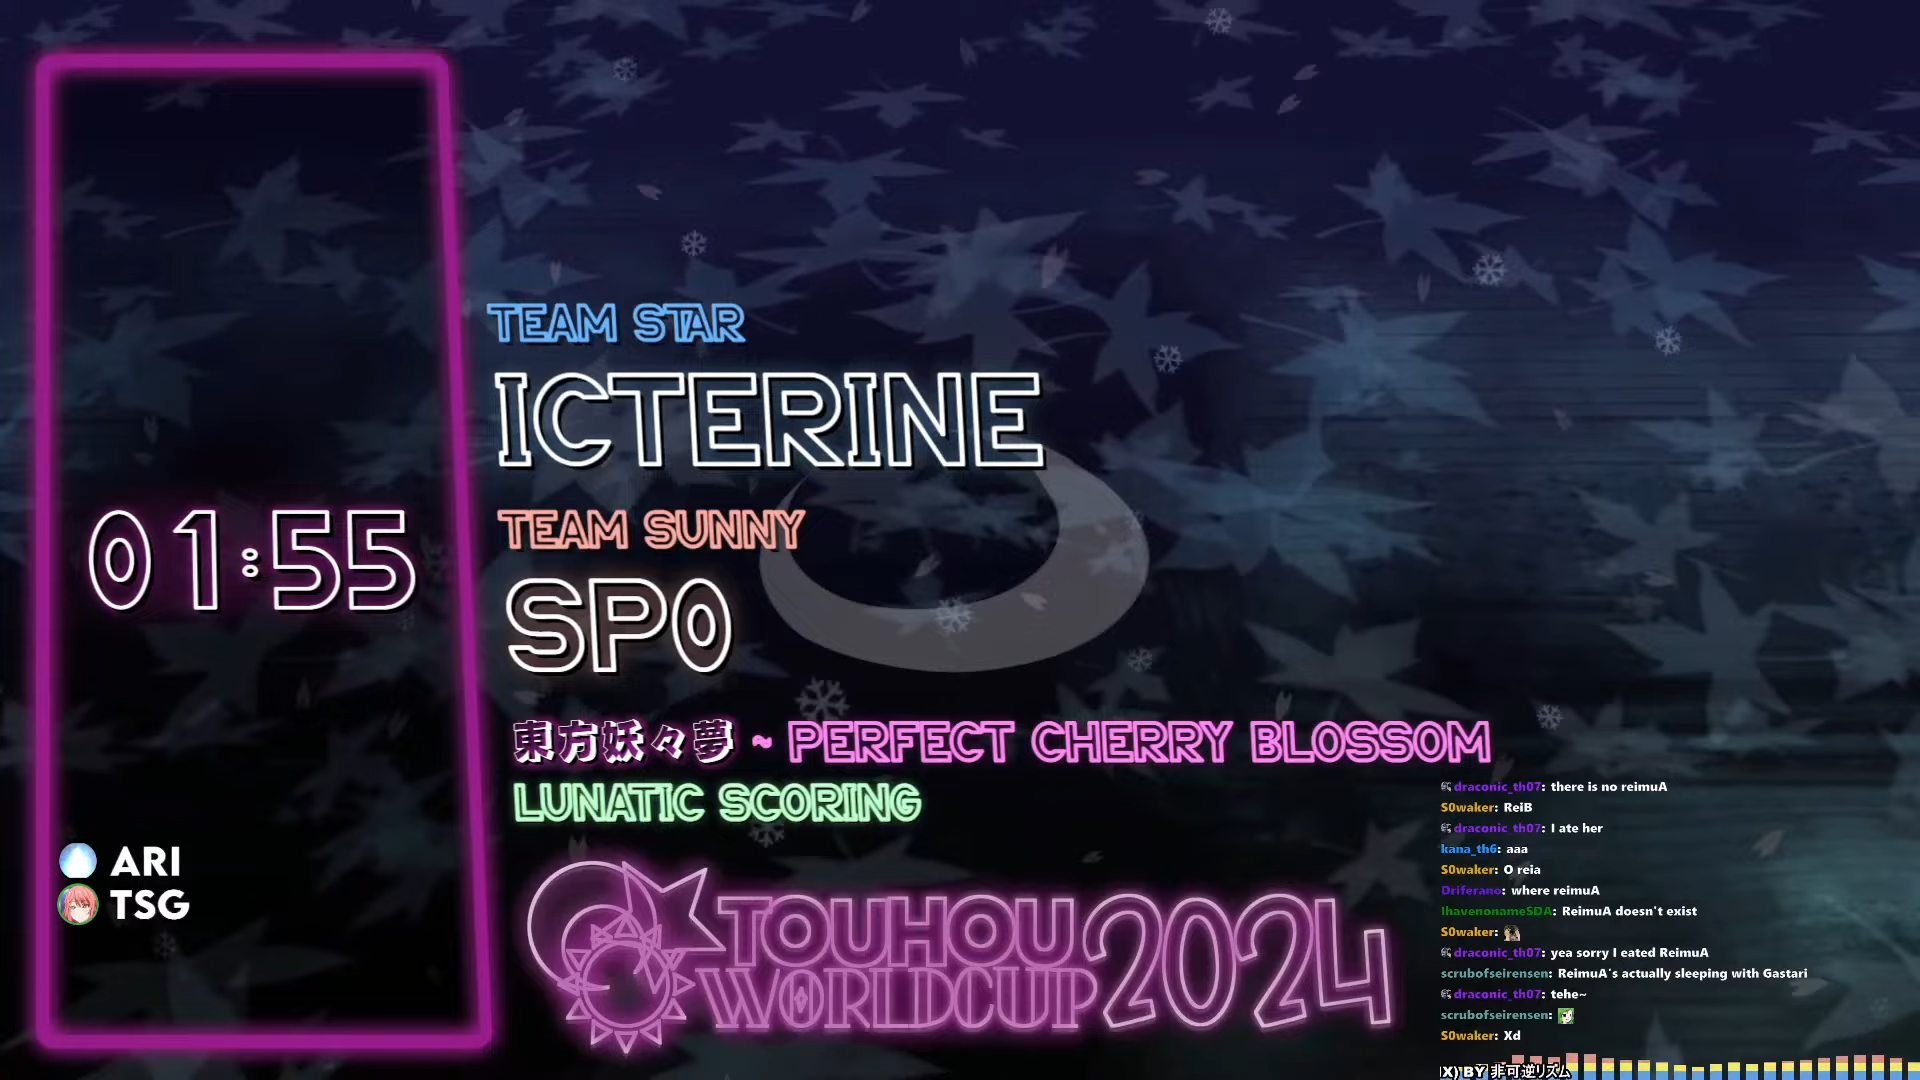 TEAM STAR
ICTERINE
TEAM SUNNY
SP0
01:55
東方妖々夢 ~ PERFECT CHERRY BLOSSOM
LUNATIC SCORING
ARI
TSG
TOUHOU
WORLDCUP
2024
draconic_th07: there is no reimuA
S0waker: ReiB
draconic_th07: I ate her
kana_th6: aaa
S0waker: O reia
Driferano: where reimuA
IhavenonameSDA: ReimuA doesn't exist
S0waker:
draconic_th07: yea sorry I eated ReimuA
scrubofseirensen: ReimuA's actually sleeping with Gastari
draconic_th07: tehe~
scrubofseirensen:
S0waker: Xd
X) BY 非可逆リズム